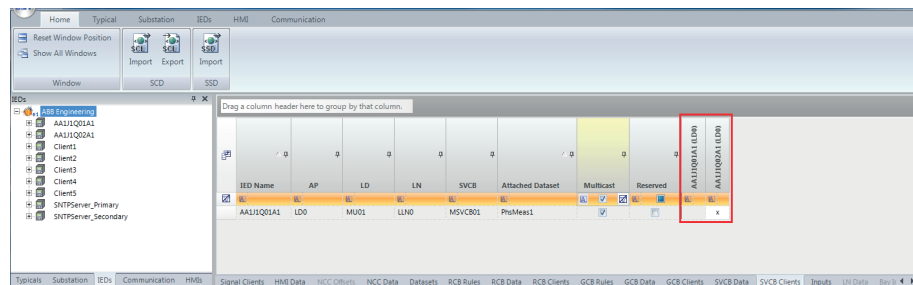 Home Typical Substation IEDs HMI Communication
Reset Window Position
Show All Windows
SCL
Import
SCL
Export
SSD
Import
Window SCD SSD
IEDs
ABB Engineering
AA1J1Q01A1
AA1J1Q02A1
Client1
Client2
Client3
Client4
Client5
SNTPServer_Primary
SNTPServer_Secondary
Drag a column header here to group by that column.
IED Name AP LD LN SVCB Attached Dataset Multicast Reserved AA1J1Q01A1 (LD0) AA1J1Q02A1 (LD0)
AA1J1Q01A1 LD0 MU01 LLN0 MSVCB01 PhsMeas1 x
Typicals Substation IEDs Communication HMIs
Signal Clients HMI Data NCC Offsets NCC Data Datasets RCB Rules RCB Data RCB Clients GCB Rules GCB Data GCB Clients SVCB Data SVCB Clients Inputs LN Data